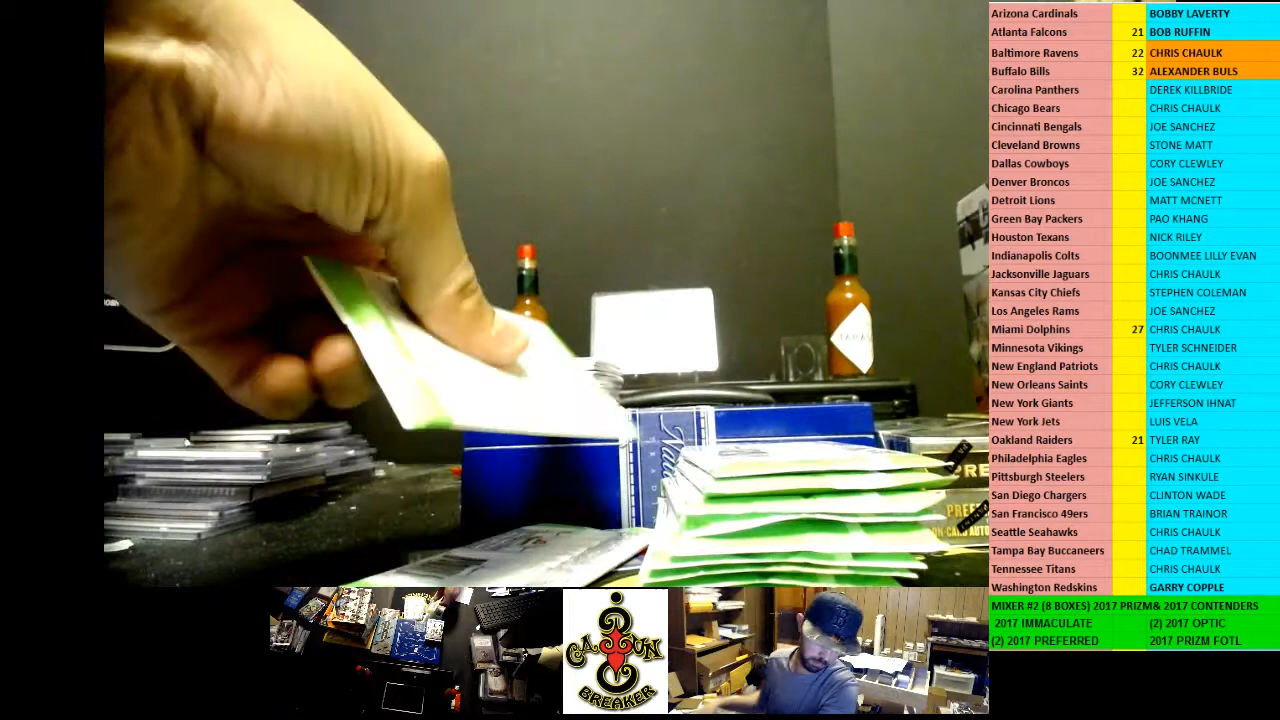 Arizona Cardinals BOBBY LAVERTY
Atlanta Falcons 21 BOB RUFFIN
Baltimore Ravens 22 CHRIS CHAULK
Buffalo Bills 32 ALEXANDER BULS
Carolina Panthers DEREK KILLBRIDE
Chicago Bears CHRIS CHAULK
Cincinnati Bengals JOE SANCHEZ
Cleveland Browns STONE MATT
Dallas Cowboys CORY CLEWLEY
Denver Broncos JOE SANCHEZ
Detroit Lions MATT MCNETT
Green Bay Packers PAO KHANG
Houston Texans NICK RILEY
Indianapolis Colts BOONMEE LILLY EVAN
Jacksonville Jaguars CHRIS CHAULK
Kansas City Chiefs STEPHEN COLEMAN
Los Angeles Rams JOE SANCHEZ
Miami Dolphins 27 CHRIS CHAULK
Minnesota Vikings TYLER SCHNEIDER
New England Patriots CHRIS CHAULK
New Orleans Saints CORY CLEWLEY
New York Giants JEFFERSON IHNAT
New York Jets LUIS VELA
Oakland Raiders 21 TYLER RAY
Philadelphia Eagles CHRIS CHAULK
Pittsburgh Steelers RYAN SINKULE
San Diego Chargers CLINTON WADE
San Francisco 49ers BRIAN TRAINOR
Seattle Seahawks CHRIS CHAULK
Tampa Bay Buccaneers CHAD TRAMMEL
Tennessee Titans CHRIS CHAULK
Washington Redskins GARRY COPPLE
MIXER #2 (8 BOXES) 2017 PRIZM& 2017 CONTENDERS
2017 IMMACULATE (2) 2017 OPTIC
(2) 2017 PREFERRED 2017 PRIZM FOTL
CAJUN
BREAKER